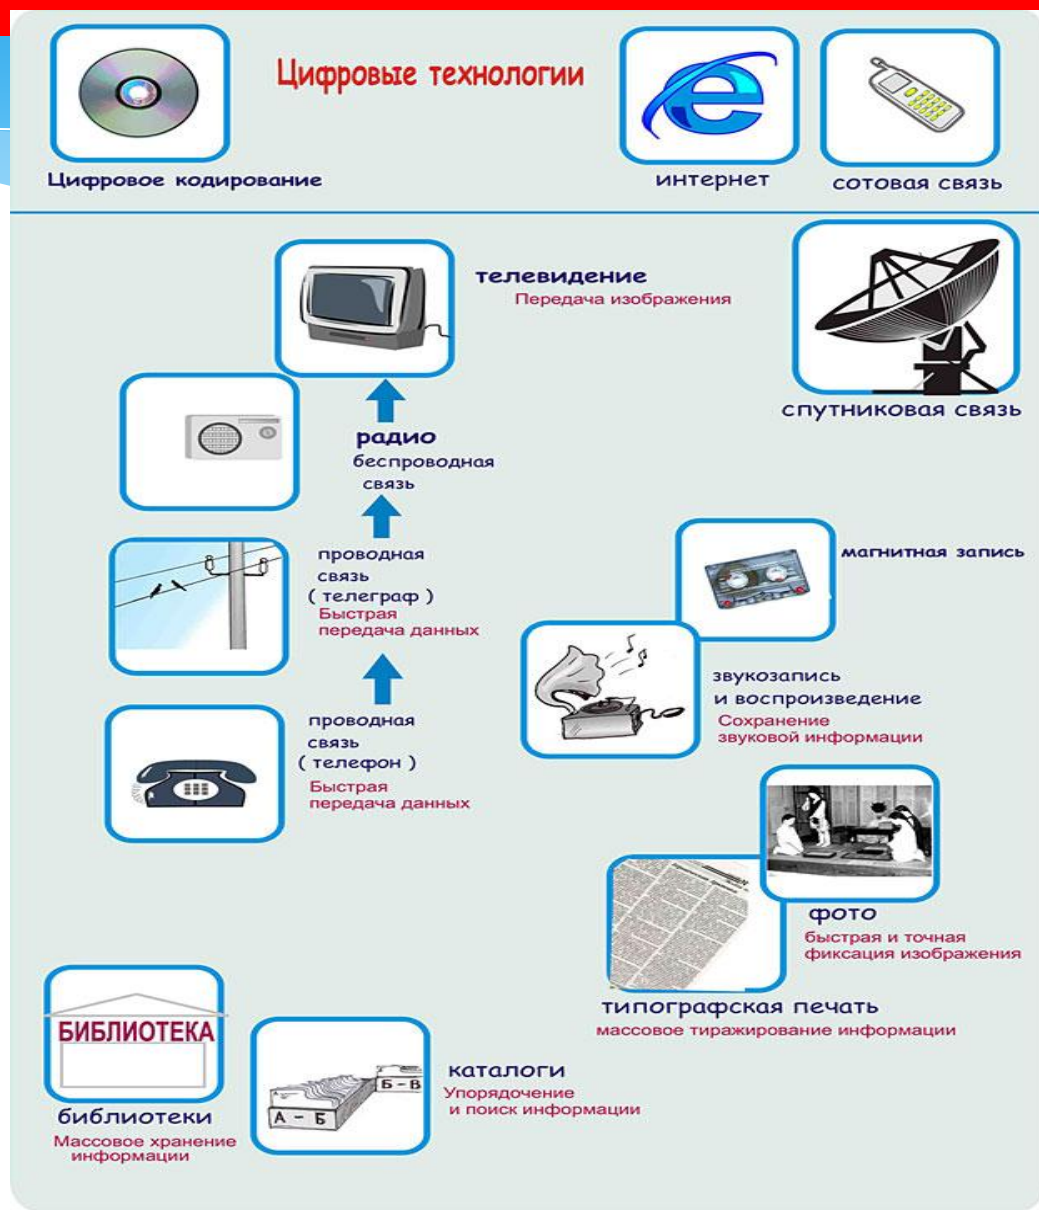 Цифровые технологии
Цифровое кодирование
интернет
сотовая связь
телевидение
Передача изображения
спутниковая связь
радио
беспроводная
связь
проводная
связь
( телеграф )
Быстрая
передача данных
магнитная запись
звукозапись
и воспроизведение
Сохранение
звуковой информации
проводная
связь
( телефон )
Быстрая
передача данных
фото
быстрая и точная
фиксация изображения
типографская печать
массовое тиражирование информации
БИБЛИОТЕКА
библиотеки
Массовое хранение
информации
А - Б
Б - В
каталоги
Упорядочение
и поиск информации